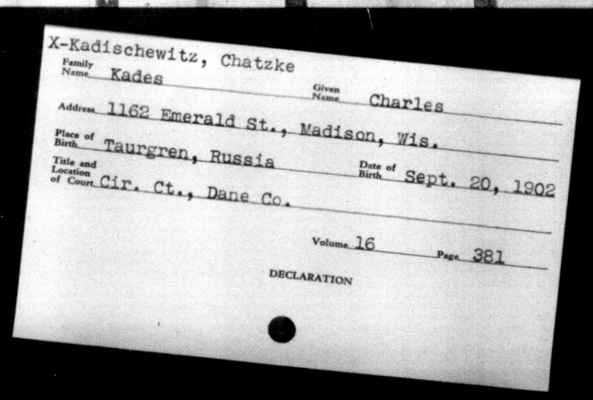 X-Kadischewitz, Chatzke
Family Name Kades Given Name Charles
Address 1162 Emerald St., Madison, Wis.
Place of Birth Taurgren, Russia Date of Birth Sept. 20, 1902
Title and Location of Court Cir. Ct., Dane Co.
Volume 16 Page 381
DECLARATION